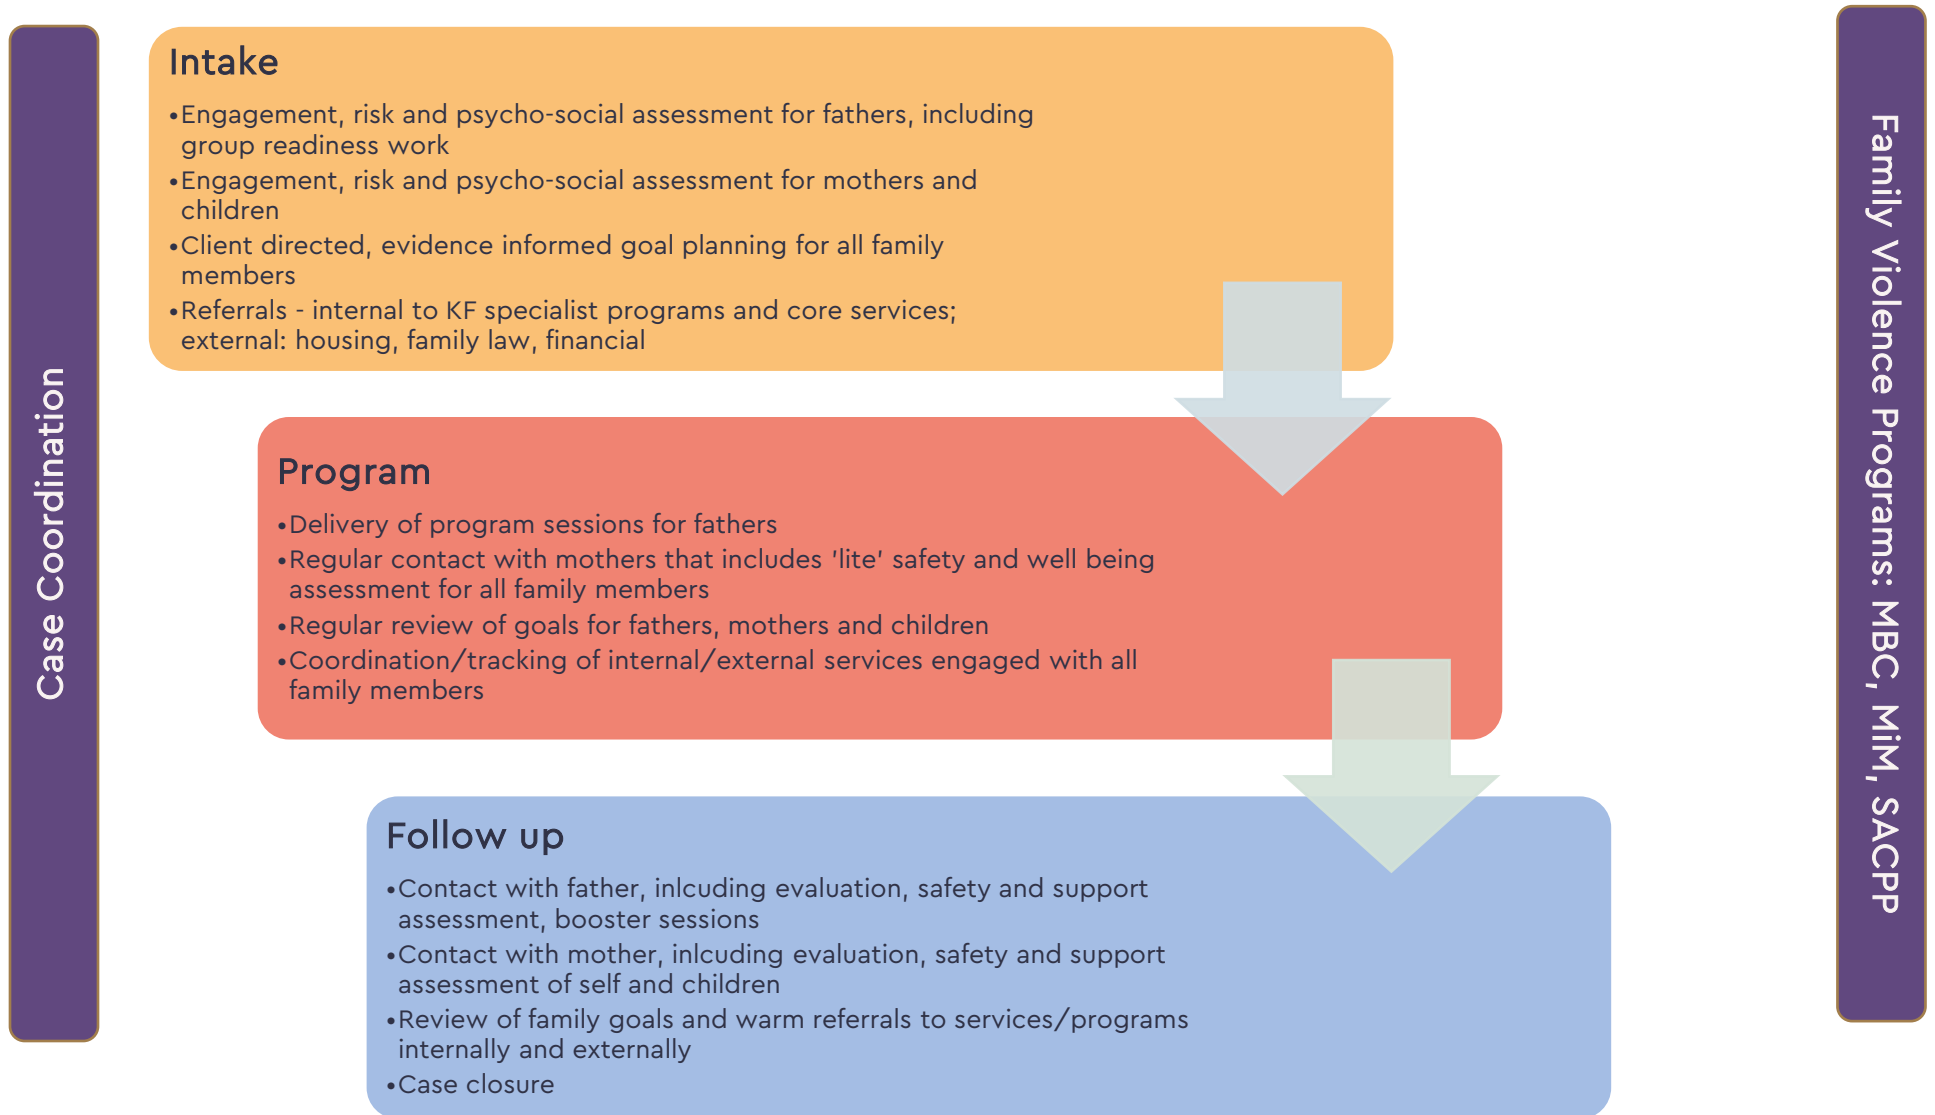 Case Coordination
Intake
•Engagement, risk and psycho-social assessment for fathers, including
group readiness work
•Engagement, risk and psycho-social assessment for mothers and
children
•Client directed, evidence informed goal planning for all family
members
•Referrals - internal to KF specialist programs and core services;
external: housing, family law, financial
Program
•Delivery of program sessions for fathers
•Regular contact with mothers that includes 'lite' safety and well being
assessment for all family members
•Regular review of goals for fathers, mothers and children
•Coordination/tracking of internal/external services engaged with all
family members
Follow up
•Contact with father, inlcuding evaluation, safety and support
assessment, booster sessions
•Contact with mother, inlcuding evaluation, safety and support
assessment of self and children
•Review of family goals and warm referrals to services/programs
internally and externally
•Case closure
Family Violence Programs: MBC, MiM, SACPP